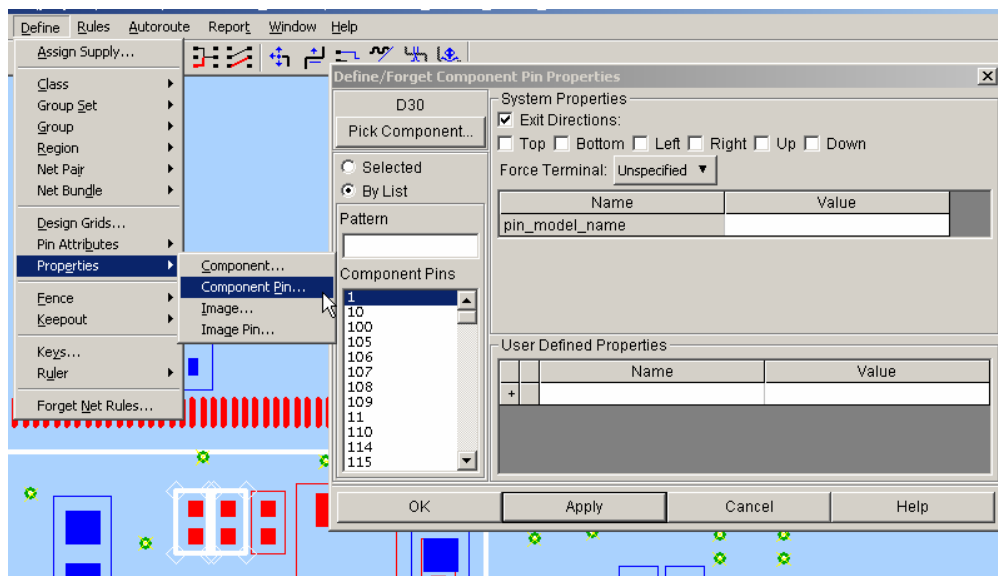 Define Rules Autoroute Report Window Help
Assign Supply...
Class
Group Set
Group
Region
Net Pair
Net Bundle
Design Grids...
Pin Attributes
Properties
Fence
Keepout
Keys...
Ruler
Forget Net Rules...
Component...
Component Pin...
Image...
Image Pin...
Define/Forget Component Pin Properties
D30
Pick Component...
Selected
By List
Pattern
Component Pins
1
10
100
105
106
107
108
109
11
110
114
115
System Properties
Exit Directions:
Top Bottom Left Right Up Down
Force Terminal: Unspecified
Name Value
pin_model_name
User Defined Properties
Name Value
+
OK Apply Cancel Help